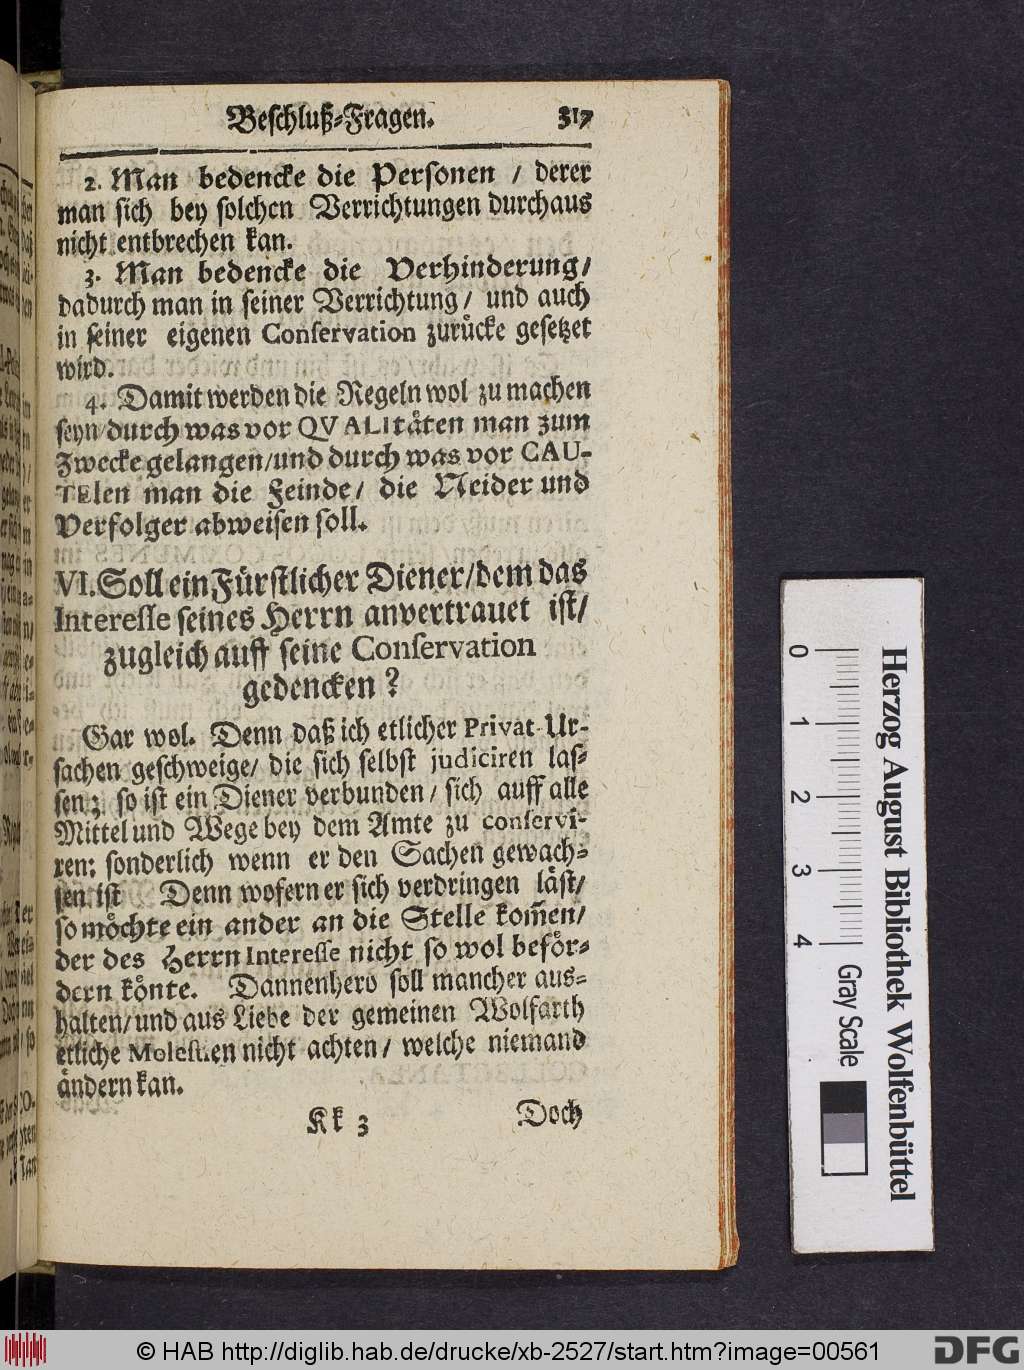 Beschluß-Fragen. 317
2. Man bedencke die Personen / derer
man sich bey solchen Verrichtungen durchaus
nicht entbrechen kan.
3. Man bedencke die Verhinderung/
dadurch man in seiner Verrichtung/ und auch
in seiner eigenen Conservation zurücke gesetzet
wird.
4. Damit werden die Regeln wol zu machen
seyn/durch was vor QVALItäten man zum
Zwecke gelangen/und durch was vor CAU-
TElen man die Feinde/ die Neider und
Verfolger abweisen soll.
VI. Soll ein Fürstlicher Diener/dem das
Interesse seines Herrn anvertrauet ist/
zugleich auff seine Conservation
gedencken?
Gar wol. Denn daß ich etlicher Privat-Ur-
sachen geschweige/ die sich selbst judiciren las-
sen; so ist ein Diener verbunden/ sich auff alle
Mittel und Wege bey dem Amte zu conservi-
ren: sonderlich wenn er den Sachen gewach-
sen ist Denn wofern er sich verdringen läst/
so möchte ein ander an die Stelle kom̃en/
der des Herrn Interesse nicht so wol beför-
dern könte. Dannenhero soll mancher aus-
halten/und aus Liebe der gemeinen Wolfarth
etliche Molestien nicht achten/ welche niemand
ändern kan.
Kk 3 Doch
Herzog August Bibliothek Wolfenbüttel
0 1 2 3 4 Gray Scale
© HAB http://diglib.hab.de/drucke/xb-2527/start.htm?image=00561
DFG